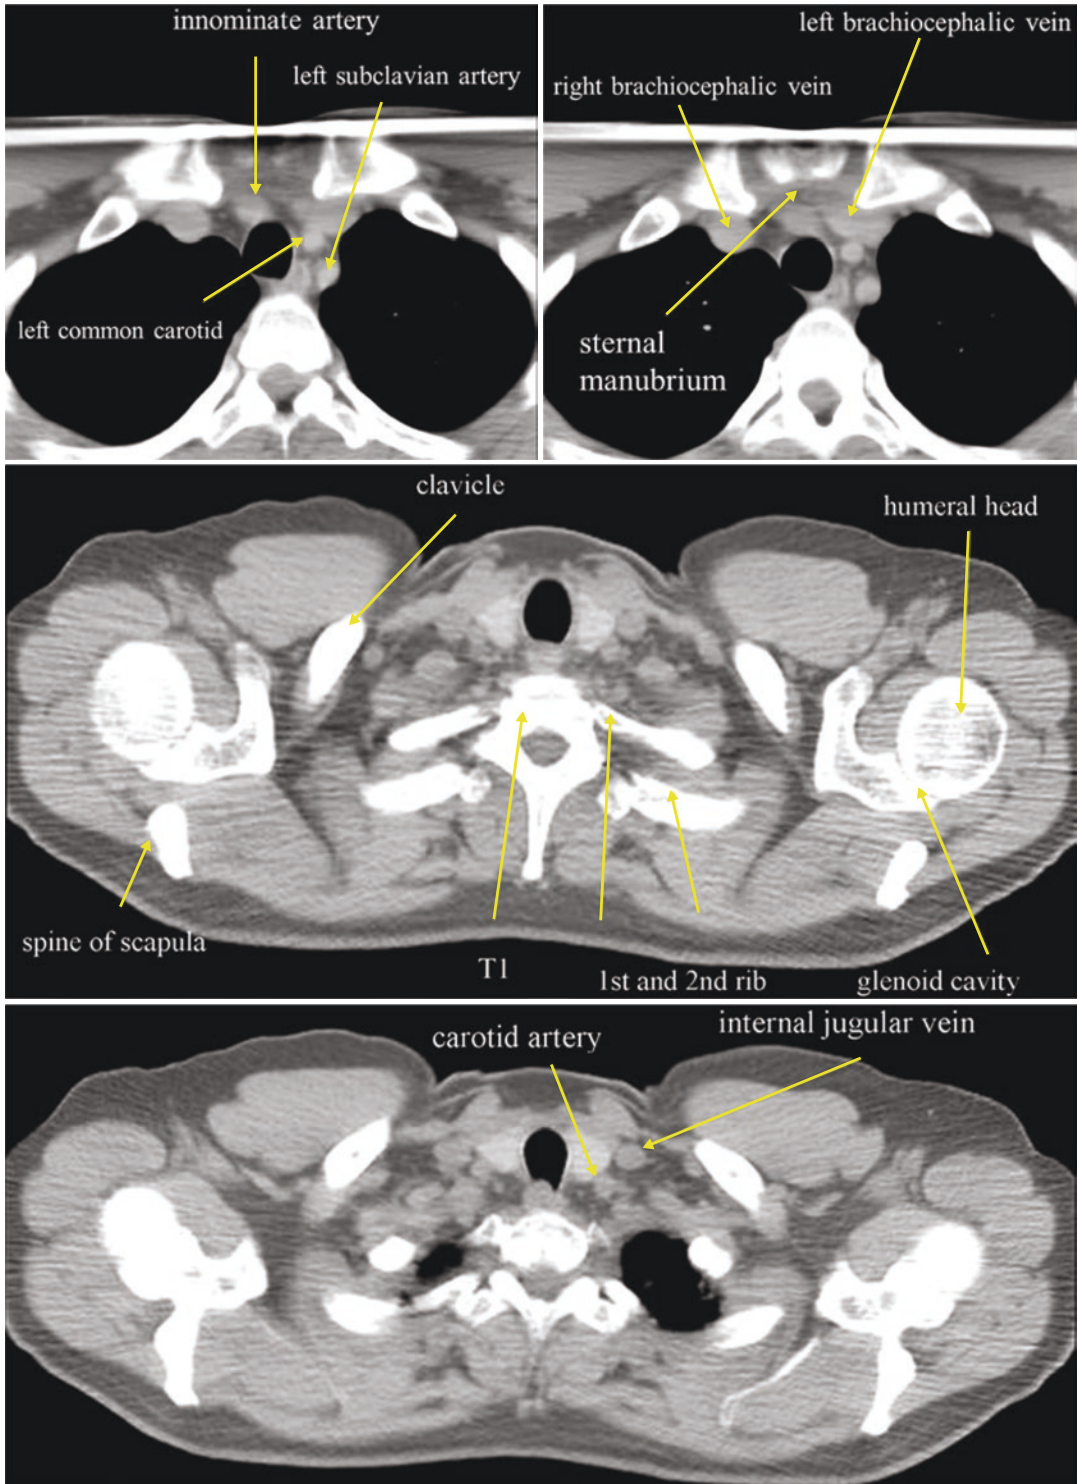 innominate artery
left subclavian artery
left common carotid
left brachiocephalic vein
right brachiocephalic vein
sternal
manubrium
clavicle
humeral head
spine of scapula
T1
1st and 2nd rib
glenoid cavity
carotid artery
internal jugular vein